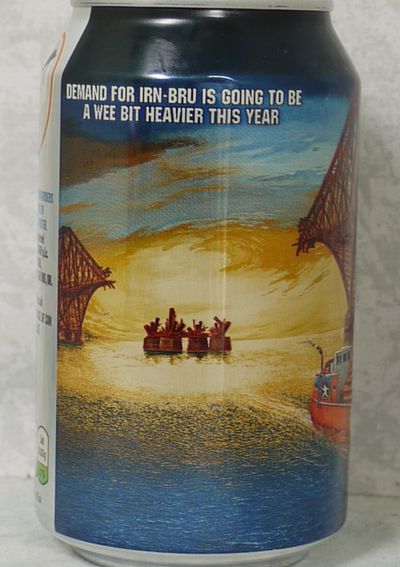 DEMAND FOR IRN-BRU IS GOING TO BE
A WEE BIT HEAVIER THIS YEAR